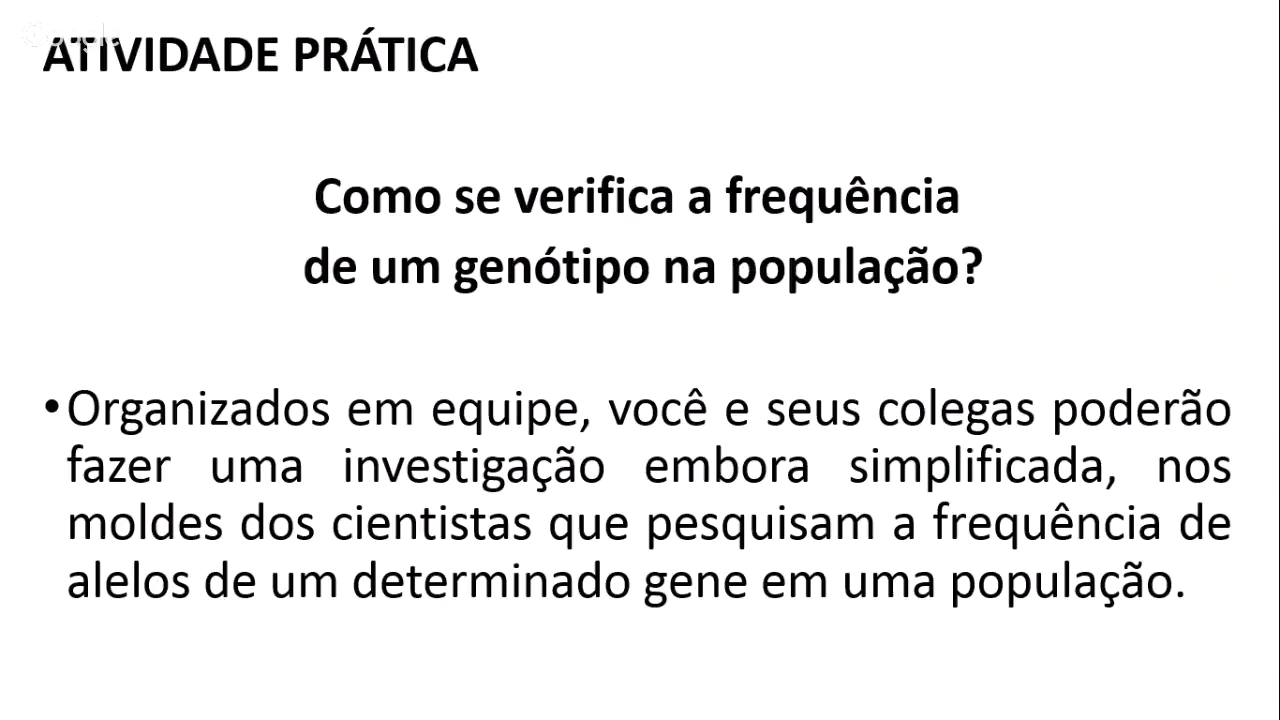 Google
ATIVIDADE PRÁTICA
Como se verifica a frequência
de um genótipo na população?
•Organizados em equipe, você e seus colegas poderão
fazer uma investigação embora simplificada, nos
moldes dos cientistas que pesquisam a frequência de
alelos de um determinado gene em uma população.